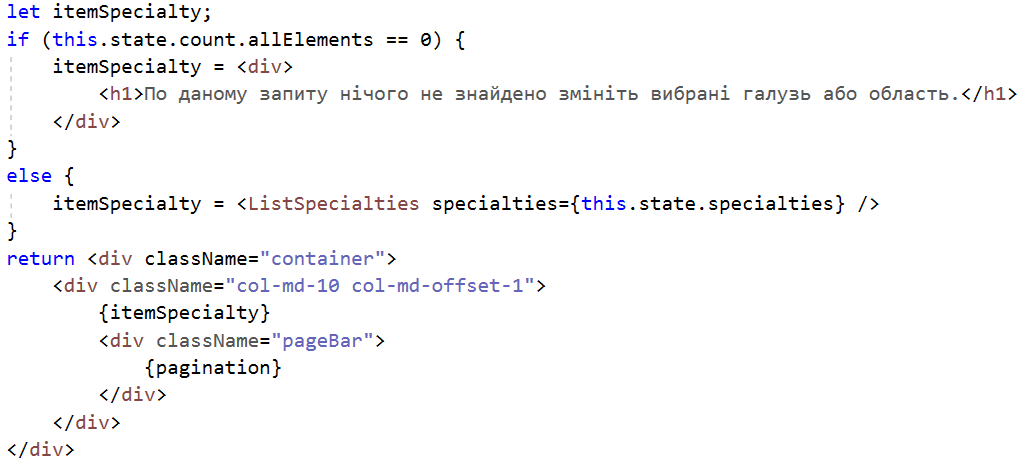 let itemSpecialty;
if (this.state.count.allElements == 0) {
    itemSpecialty = <div>
        <h1>По даному запиту нічого не знайдено змініть вибрані галузь або область.</h1>
    </div>
}
else {
    itemSpecialty = <ListSpecialties specialties={this.state.specialties} />
}
return <div className="container">
    <div className="col-md-10 col-md-offset-1">
        {itemSpecialty}
        <div className="pageBar">
            {pagination}
        </div>
    </div>
</div>